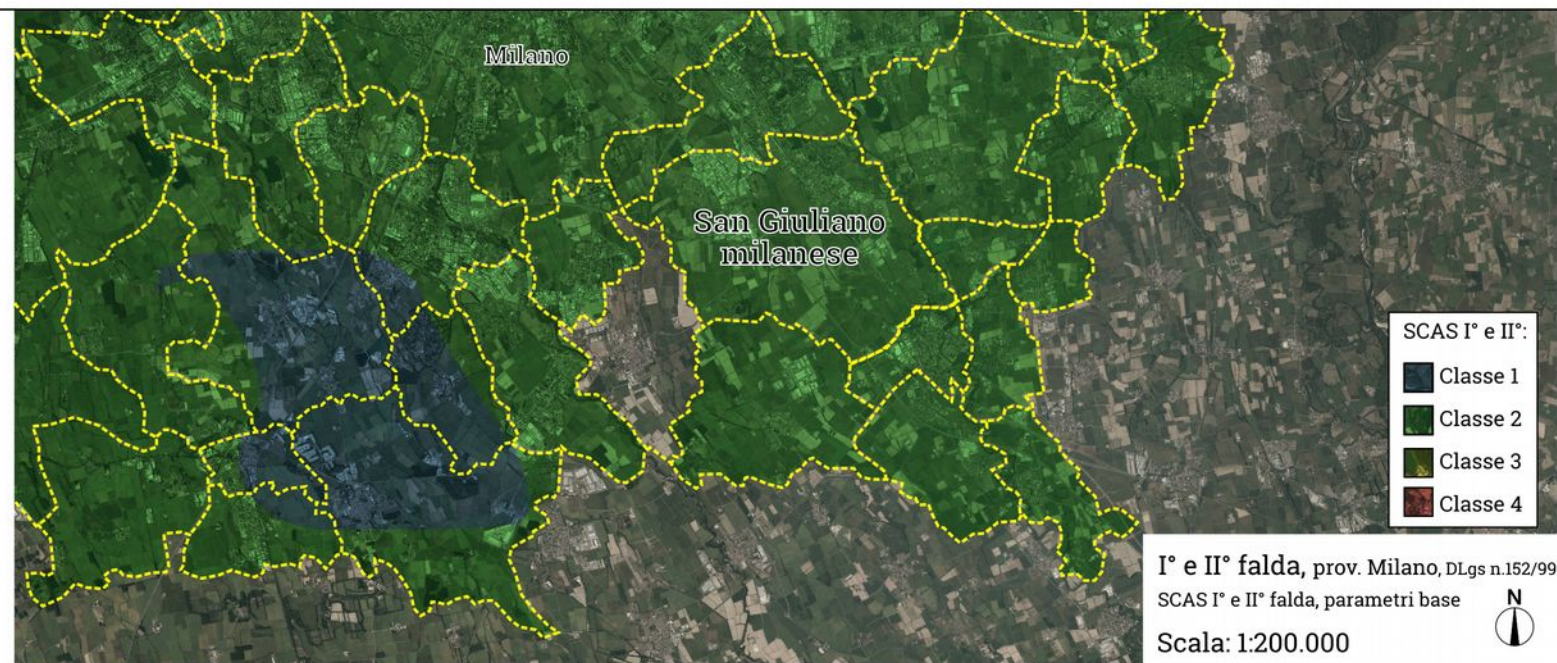 Milano
San Giuliano
milanese
SCAS I° e II°:
Classe 1
Classe 2
Classe 3
Classe 4
I° e II° falda, prov. Milano, DLgs n.152/99
SCAS I° e II° falda, parametri base
N
Scala: 1:200.000